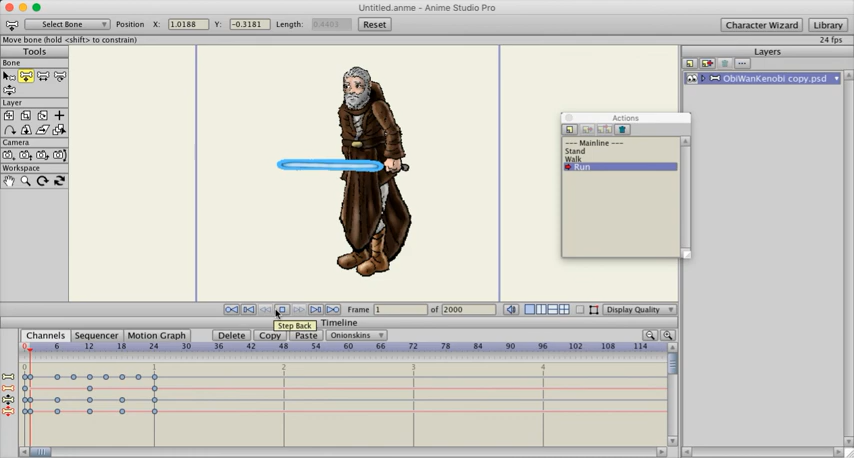 Untitled.anme - Anime Studio Pro
Select Bone Position X: 1.0188 Y: -0.3181 Length: 0.4403 Reset Character Wizard Library
Move bone (hold <shift> to constrain) 24 fps
Tools
Bone
Layer
Camera
Workspace
Layers
ObiWanKenobi copy.psd
Actions
--- Mainline ---
Stand
Walk
Run
Frame 1 of 2000 Display Quality
Step Back
Timeline
Channels Sequencer Motion Graph Delete Copy Paste Onionskins
0 6 12 18 24 30 36 42 48 54 60 66 72 78 84 90 96 102 108 114
0 1 2 3 4